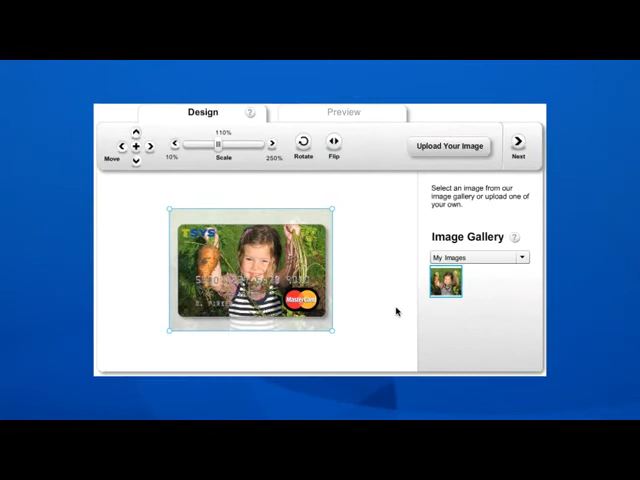 Design
?
Preview
Move
110%
10%
Scale
250%
Rotate
Flip
Upload Your Image
Next
Select an image from our
image gallery or upload one of
your own.
Image Gallery ?
My Images
TSYS
MasterCard